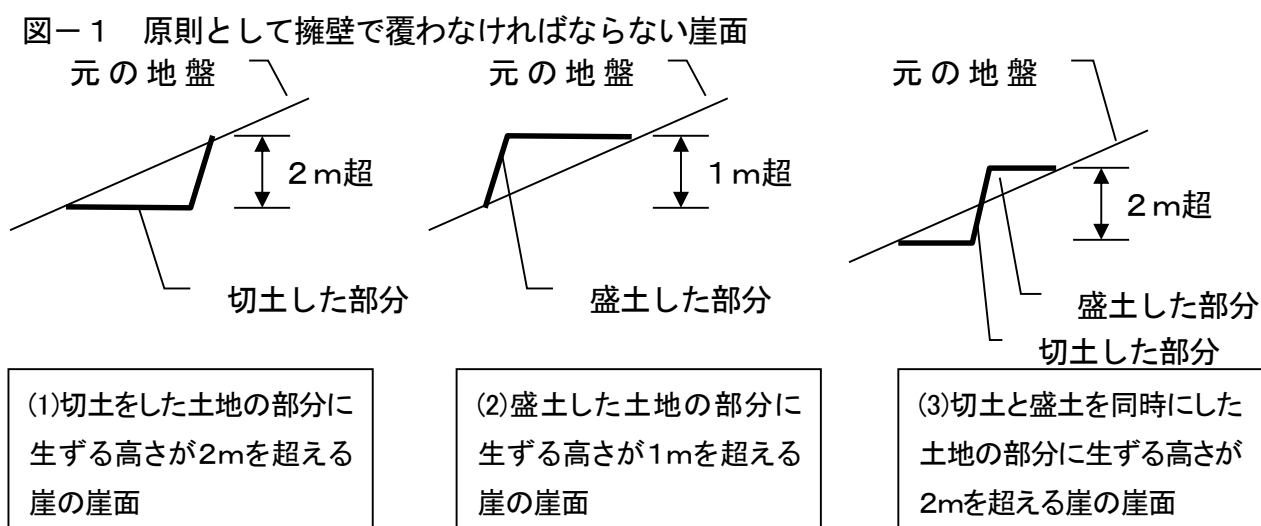 図－1　原則として擁壁で覆わなければならない崖面
元の地盤
2m超
切土した部分
元の地盤
1m超
盛土した部分
元の地盤
2m超
盛土した部分
切土した部分
(1)切土をした土地の部分に
生ずる高さが2mを超える
崖の崖面
(2)盛土した土地の部分に
生ずる高さが1mを超える
崖の崖面
(3)切土と盛土を同時にした
土地の部分に生ずる高さが
2mを超える崖の崖面